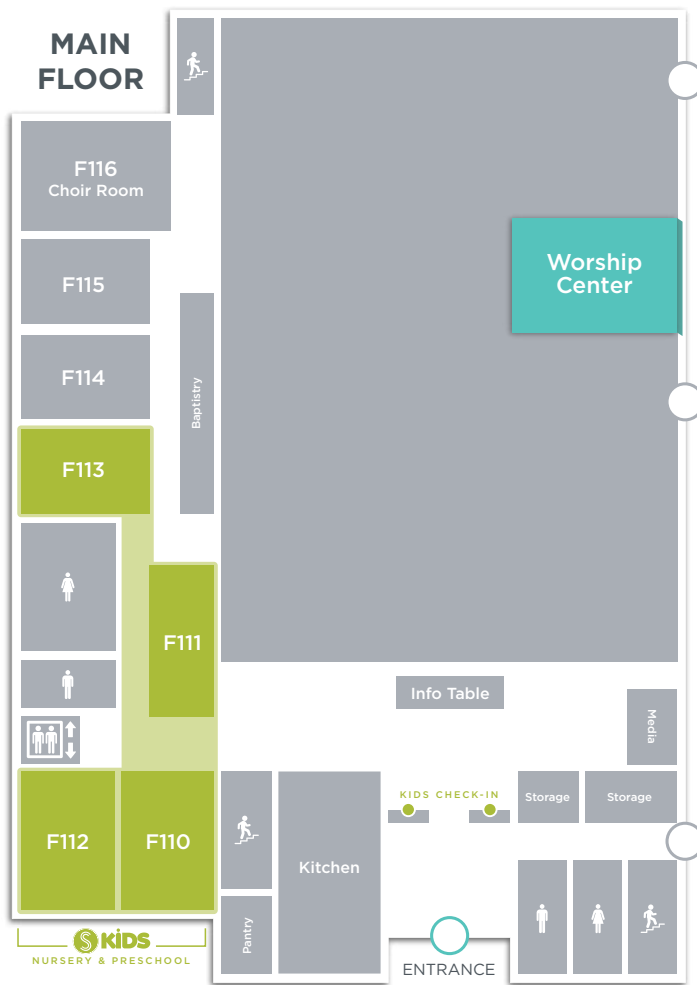 MAIN
FLOOR
F116
Choir Room
F115
Worship
Center
F114
Baptistry
F113
F111
Info Table
Media
KIDS CHECK-IN
Storage
Storage
F112
F110
Kitchen
Pantry
S KiDS
NURSERY & PRESCHOOL
ENTRANCE